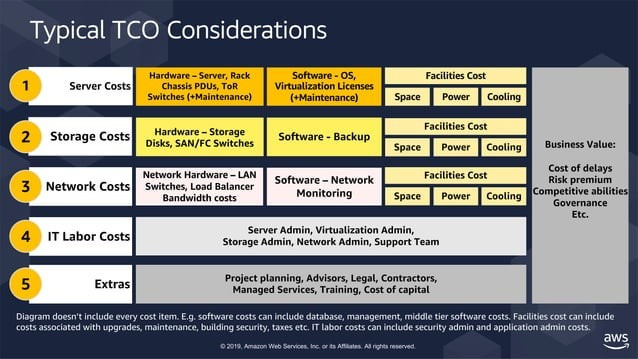 Typical TCO Considerations
1
Server Costs
Hardware – Server, Rack
Chassis PDUs, ToR
Switches (+Maintenance)
Software - OS,
Virtualization Licenses
(+Maintenance)
Facilities Cost
Space
Power
Cooling
2
Storage Costs
Hardware – Storage
Disks, SAN/FC Switches
Software - Backup
Facilities Cost
Space
Power
Cooling
3
Network Costs
Network Hardware – LAN
Switches, Load Balancer
Bandwidth costs
Software – Network
Monitoring
Facilities Cost
Space
Power
Cooling
4
IT Labor Costs
Server Admin, Virtualization Admin,
Storage Admin, Network Admin, Support Team
5
Extras
Project planning, Advisors, Legal, Contractors,
Managed Services, Training, Cost of capital
Business Value:
Cost of delays
Risk premium
Competitive abilities
Governance
Etc.
Diagram doesn't include every cost item. E.g. software costs can include database, management, middle tier software costs. Facilities cost can include
costs associated with upgrades, maintenance, building security, taxes etc. IT labor costs can include security admin and application admin costs.
© 2019, Amazon Web Services, Inc. or its Affiliates. All rights reserved.
aws